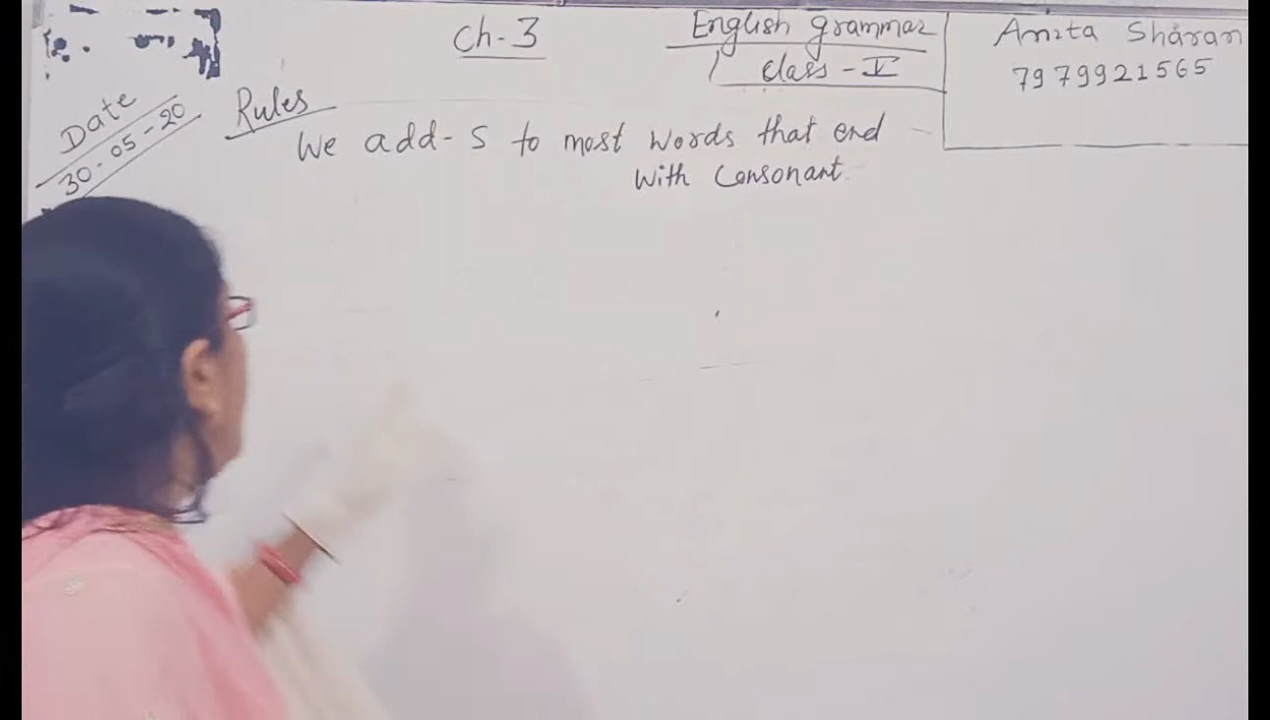 Ch-3
English grammar
Class - V
Anita Sharan
7979921565
Date
30-05-20
Rules
We add - S to most words that end
With Consonant